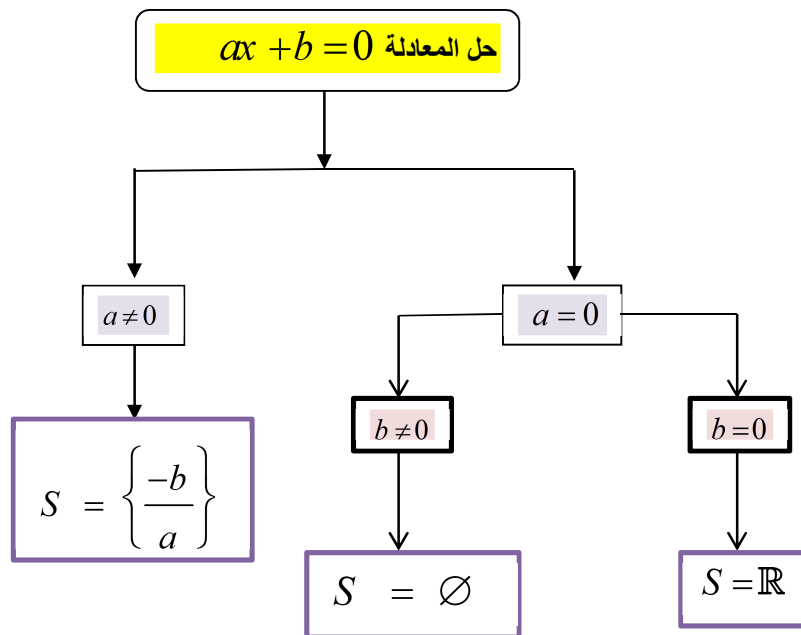 حل المعادلة ax + b = 0
a ≠ 0
a = 0
b ≠ 0
b = 0
S = {-b/a}
S = ∅
S = ℝ